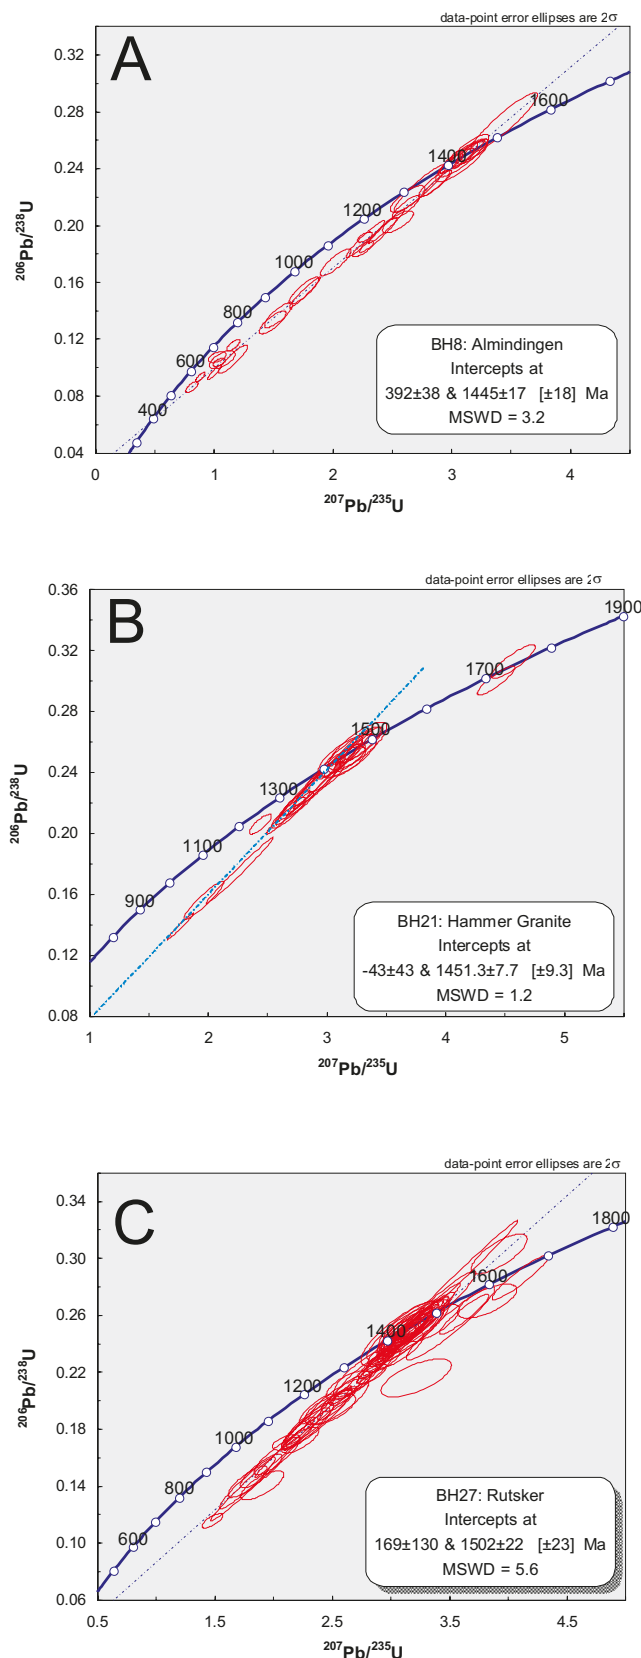 data-point error ellipses are 2σ
A
0.32
0.28
0.24
0.20
0.16
0.12
0.08
0.04
206Pb/238U
1600
1400
1200
1000
800
600
400
BH8: Almindingen
Intercepts at
392±38 & 1445±17 [±18] Ma
MSWD = 3.2
0 1 2 3 4
207Pb/235U
data-point error ellipses are 2σ
B
0.36
0.32
0.28
0.24
0.20
0.16
0.12
0.08
206Pb/238U
1900
1700
1500
1300
1100
900
BH21: Hammer Granite
Intercepts at
-43±43 & 1451.3±7.7 [±9.3] Ma
MSWD = 1.2
1 2 3 4 5
207Pb/235U
data-point error ellipses are 2σ
C
0.34
0.30
0.26
0.22
0.18
0.14
0.10
0.06
206Pb/238U
1800
1600
1400
1200
1000
800
600
BH27: Rutsker
Intercepts at
169±130 & 1502±22 [±23] Ma
MSWD = 5.6
0.5 1.5 2.5 3.5 4.5
207Pb/235U